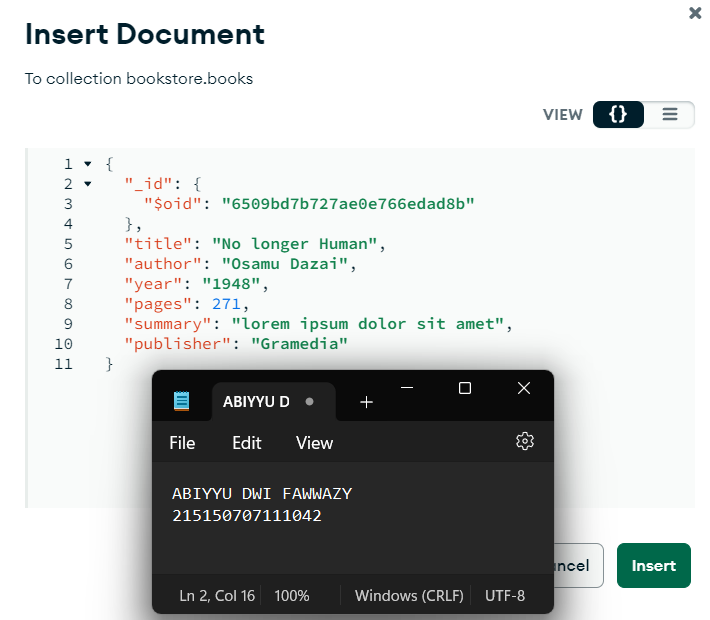 Insert Document
To collection bookstore.books
VIEW {}
1 {
2 "_id": {
3 "$oid": "6509bd7b727ae0e766edad8b"
4 },
5 "title": "No longer Human",
6 "author": "Osamu Dazai",
7 "year": "1948",
8 "pages": 271,
9 "summary": "lorem ipsum dolor sit amet",
10 "publisher": "Gramedia"
11 }
ABIYYU D
File Edit View
ABIYYU DWI FAWWAZY
215150707111042
Ln 2, Col 16 100% Windows (CRLF) UTF-8
ncel Insert